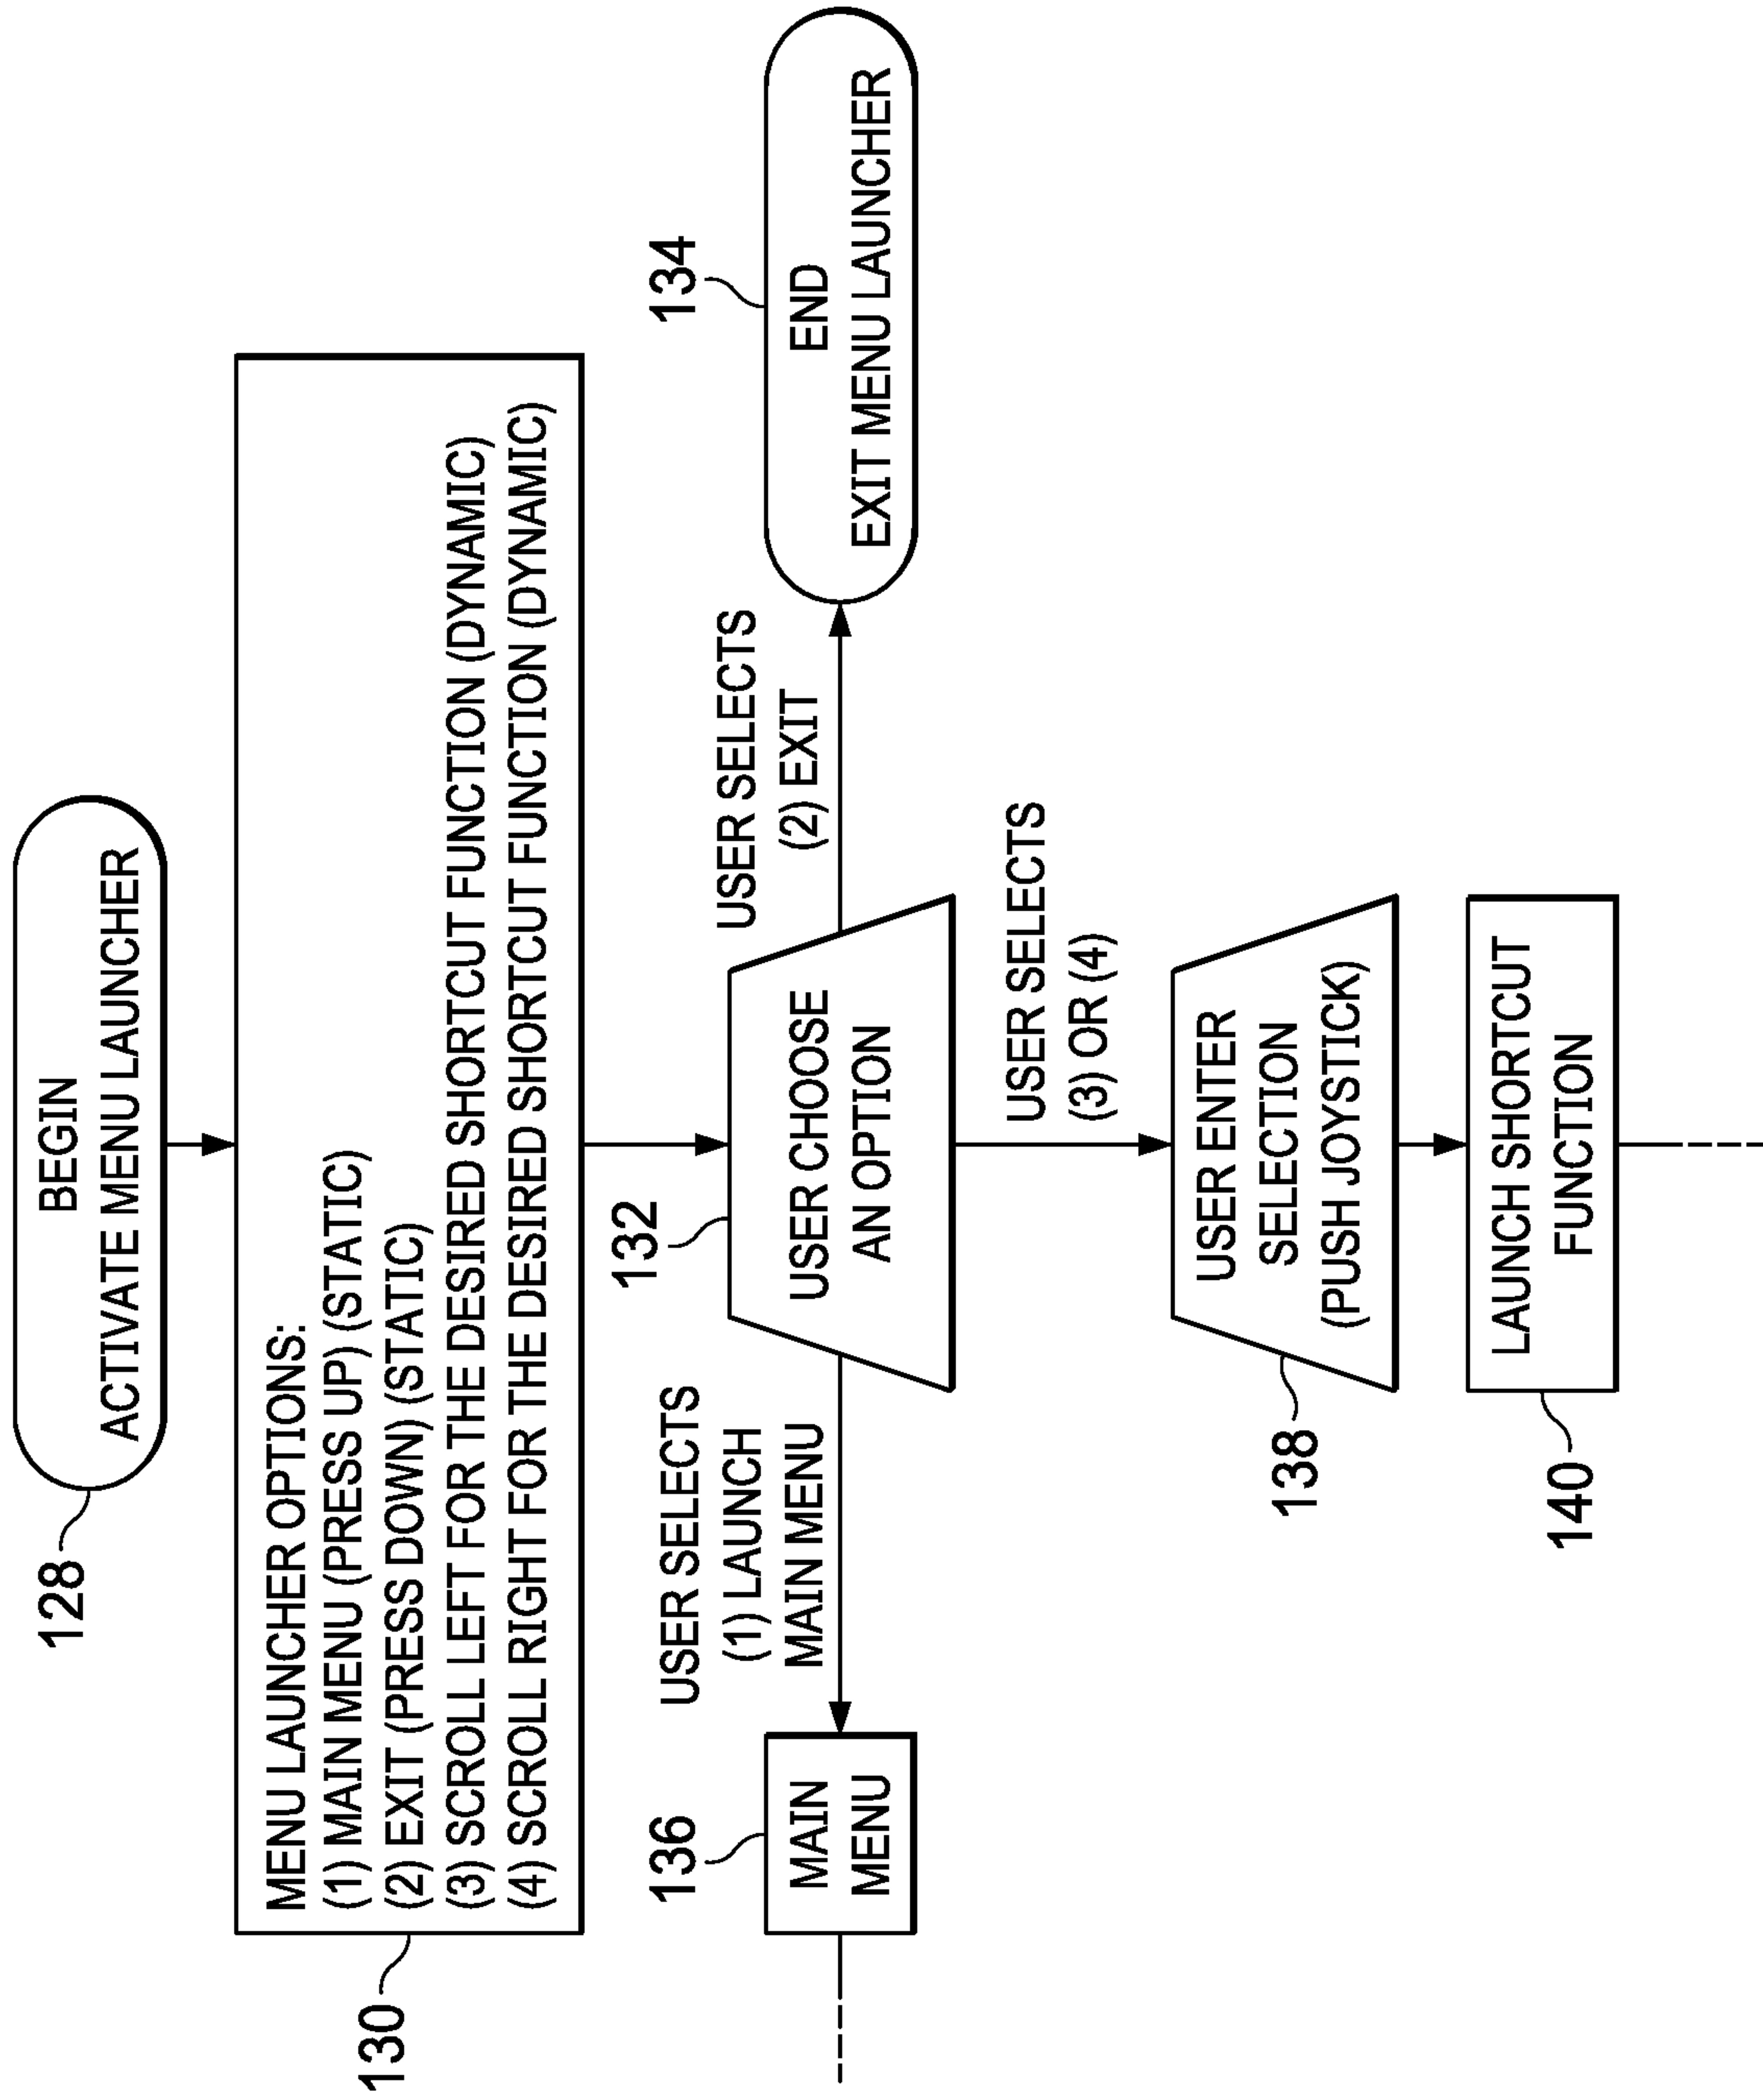 128
BEGIN
ACTIVATE MENU LAUNCHER
130
MENU LAUNCHER OPTIONS:
(1) MAIN MENU (PRESS UP) (STATIC)
(2) EXIT (PRESS DOWN) (STATIC)
(3) SCROLL LEFT FOR THE DESIRED SHORTCUT FUNCTION (DYNAMIC)
(4) SCROLL RIGHT FOR THE DESIRED SHORTCUT FUNCTION (DYNAMIC)
132
USER CHOOSE
AN OPTION
USER SELECTS
(2) EXIT
134
END
EXIT MENU LAUNCHER
USER SELECTS
(1) LAUNCH
MAIN MENU
136
MAIN
MENU
USER SELECTS
(3) OR (4)
138
USER ENTER
SELECTION
(PUSH JOYSTICK)
140
LAUNCH SHORTCUT
FUNCTION